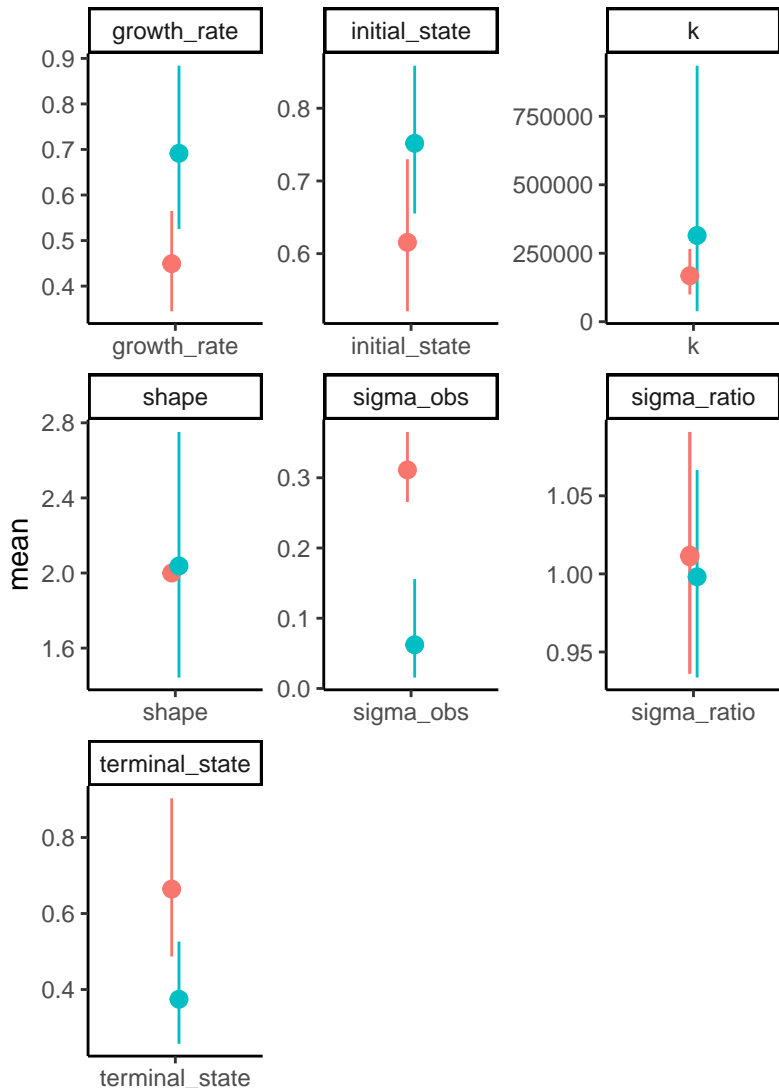 growth_rate
initial_state
k
0.9
0.8
0.7
0.6
0.5
0.4
0.8
0.7
0.6
750000
500000
250000
0
growth_rate
initial_state
k
shape
sigma_obs
sigma_ratio
mean
2.8
2.4
2.0
1.6
0.3
0.2
0.1
0.0
1.05
1.00
0.95
shape
sigma_obs
sigma_ratio
terminal_state
0.8
0.6
0.4
terminal_state